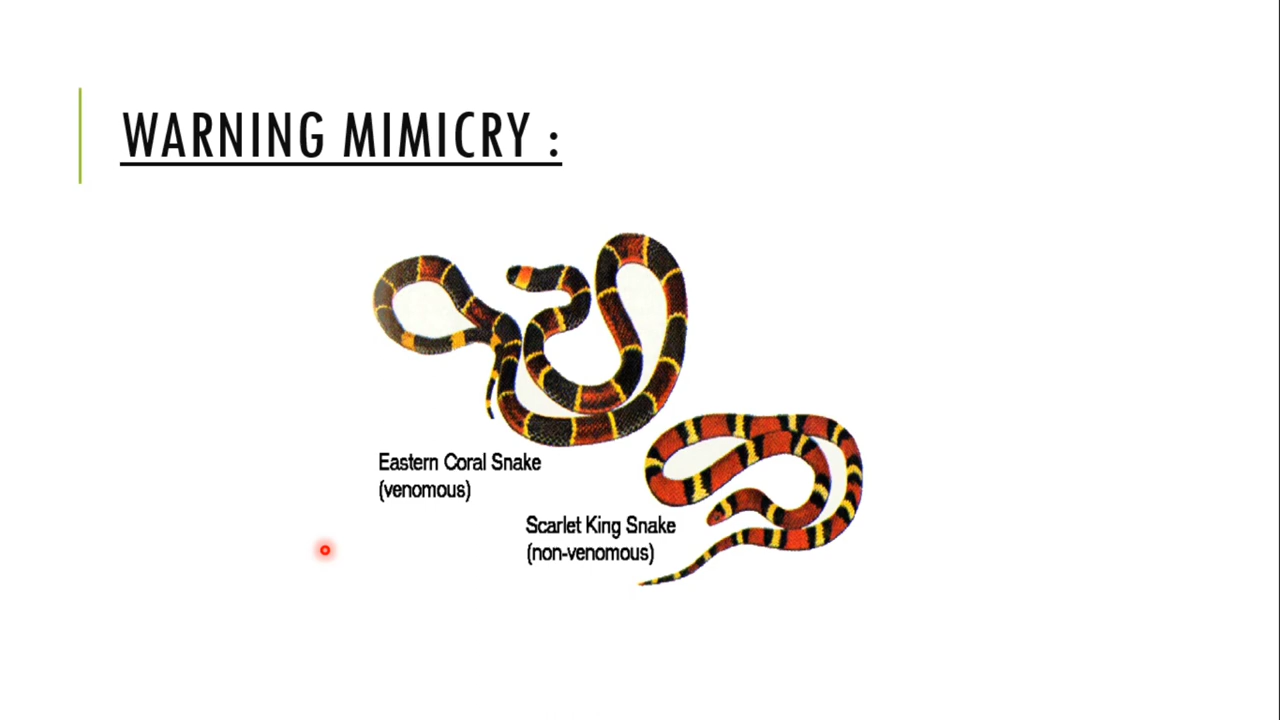 WARNING MIMICRY :
Eastern Coral Snake
(venomous)
Scarlet King Snake
(non-venomous)